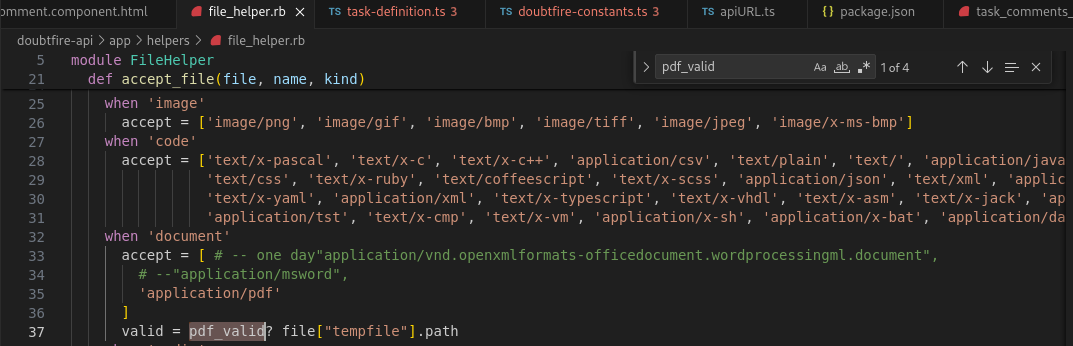 omment.component.html file_helper.rb task-definition.ts 3 TS doubtfire-constants.ts 3 TS apiURL.ts {} package.json task_comments_
doubtfire-api > app > helpers > file_helper.rb
5 module FileHelper
21 def accept_file(file, name, kind)
pdf_valid Aa ab .* 1 of 4
25 when 'image'
26 accept = ['image/png', 'image/gif', 'image/bmp', 'image/tiff', 'image/jpeg', 'image/x-ms-bmp']
27 when 'code'
28 accept = ['text/x-pascal', 'text/x-c', 'text/x-c++', 'application/csv', 'text/plain', 'text/', 'application/java
29 'text/css', 'text/x-ruby', 'text/coffeescript', 'text/x-scss', 'application/json', 'text/xml', 'applic
30 'text/x-yaml', 'application/xml', 'text/x-typescript', 'text/x-vhdl', 'text/x-asm', 'text/x-jack', 'ap
31 'application/tst', 'text/x-cmp', 'text/x-vm', 'application/x-sh', 'application/x-bat', 'application/da
32 when 'document'
33 accept = [ # -- one day"application/vnd.openxmlformats-officedocument.wordprocessingml.document",
34 # --"application/msword",
35 'application/pdf'
36 ]
37 valid = pdf_valid? file["tempfile"].path